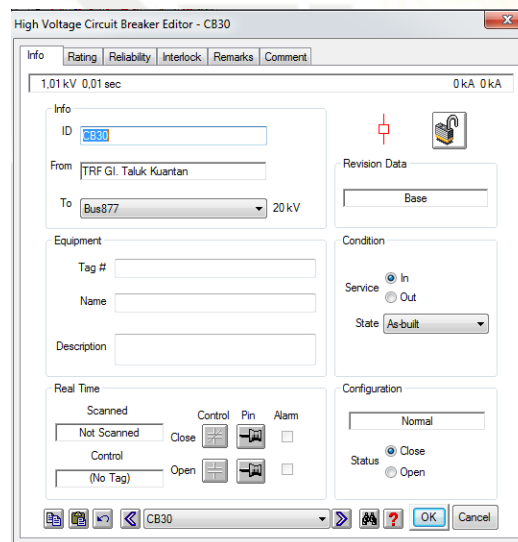 High Voltage Circuit Breaker Editor - CB30
Info Rating Reliability Interlock Remarks Comment
1,01 kV 0,01 sec 0 kA 0 kA
Info
ID CB30
From TRF GI. Taluk Kuantan
To Bus877 20 kV
Revision Data
Base
Equipment
Tag #
Name
Description
Condition
Service In
Out
State As-built
Real Time
Scanned Control Pin Alarm
Not Scanned Close
Control
(No Tag) Open
Configuration
Normal
Status Close
Open
CB30 ? OK Cancel